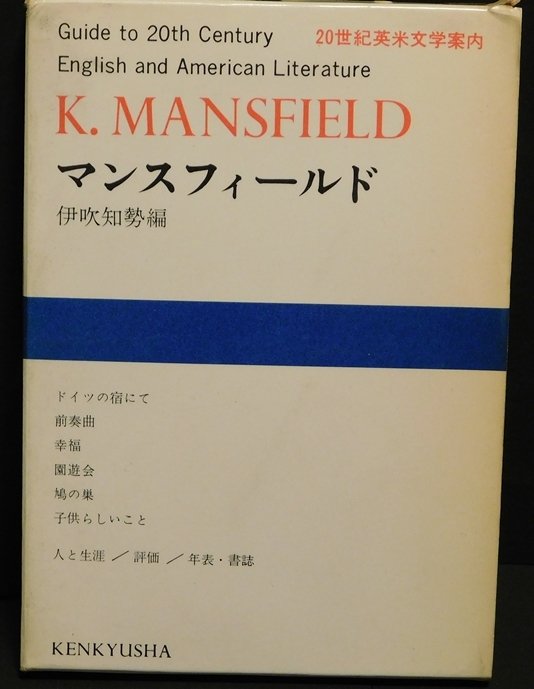 Guide to 20th Century 20世紀英米文学案内
English and American Literature
K. MANSFIELD
マンスフィールド
伊吹知勢編
ドイツの宿にて
前奏曲
幸福
園遊会
鳩の巣
子供らしいこと
人と生涯／評価／年表・書誌
KENKYUSHA